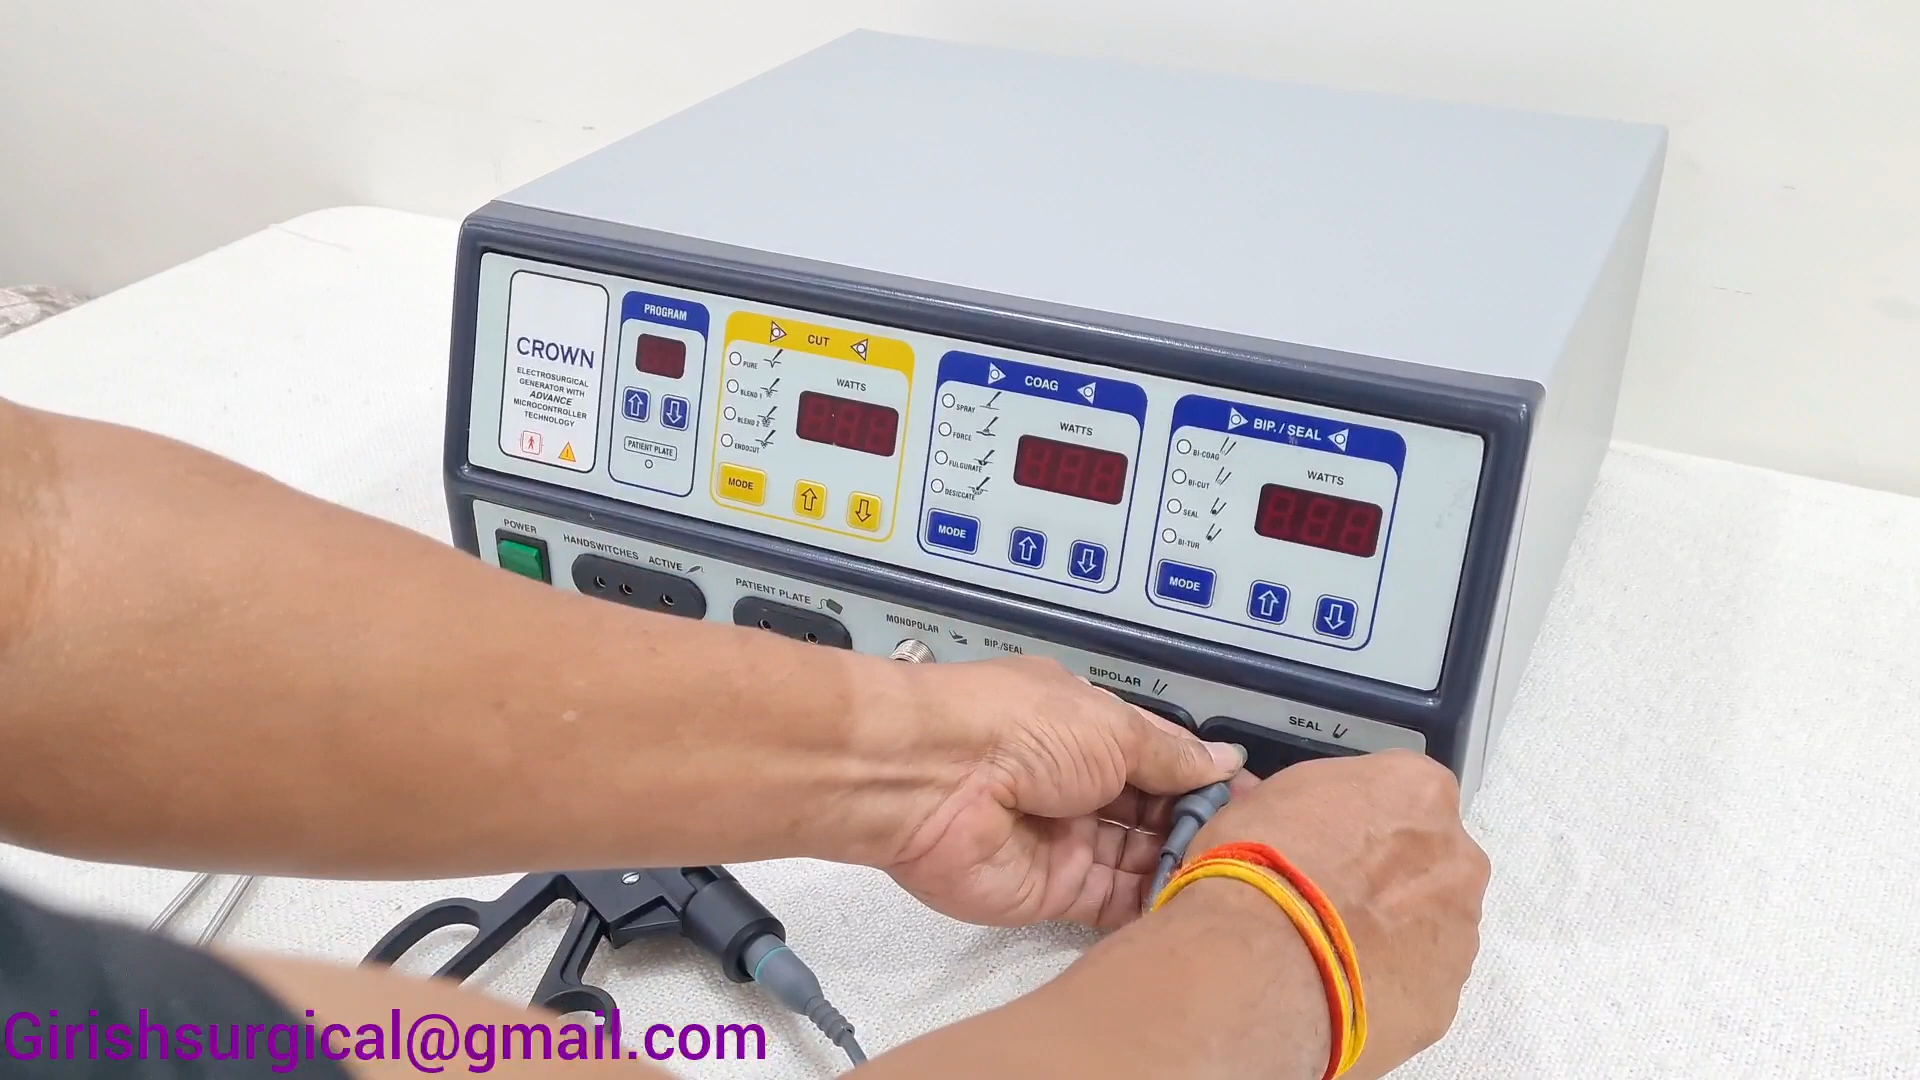 CROWN
ELECTROSURGICAL
GENERATOR WITH
ADVANCE
MICROCONTROLLER
TECHNOLOGY
PROGRAM
PATIENT PLATE
CUT
PURE
BLEND 1
BLEND 2
ENDOCUT
WATTS
MODE
COAG
SPRAY
FORCE
FULGURATE
DESICCATE
WATTS
MODE
BIP. / SEAL
BI-COAG
BI-CUT
SEAL
BI-TUR
WATTS
MODE
POWER
HANDSWITCHES
ACTIVE
PATIENT PLATE
MONOPOLAR
BIP./SEAL
BIPOLAR
SEAL
Girishsurgical@gmail.com